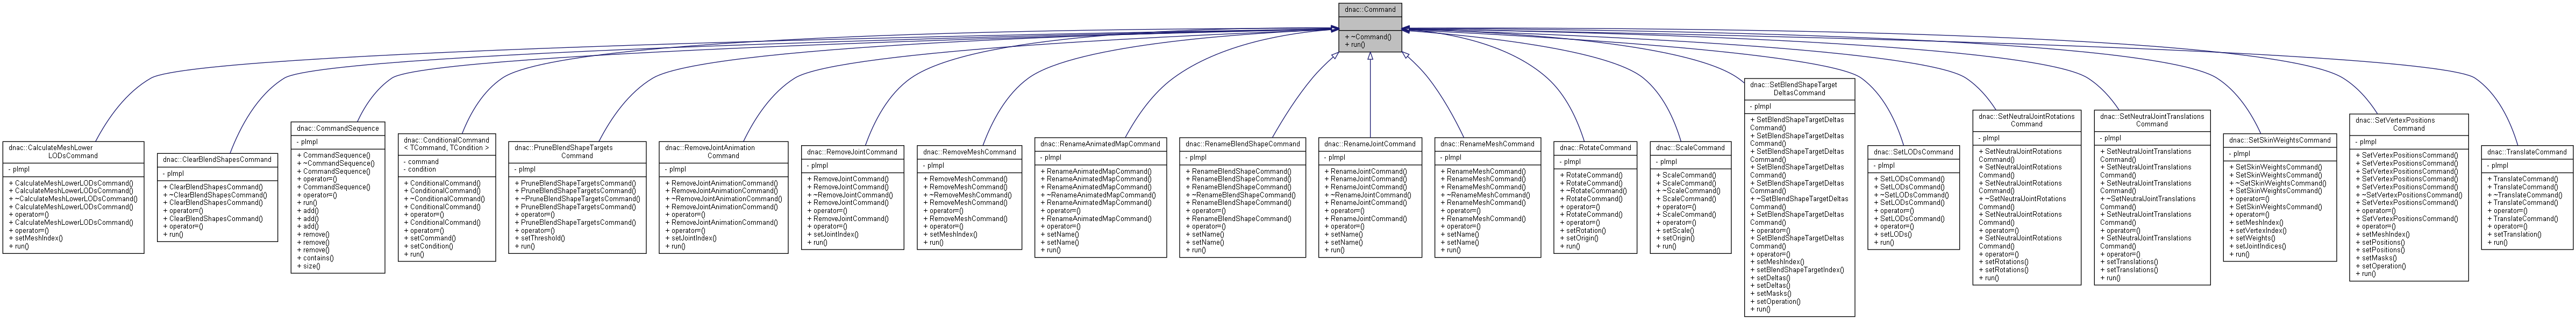 dnac::Command
+ ~Command()
+ run()
dnac::CalculateMeshLower
LODsCommand
- pImpl
+ CalculateMeshLowerLODsCommand()
+ CalculateMeshLowerLODsCommand()
+ ~CalculateMeshLowerLODsCommand()
+ CalculateMeshLowerLODsCommand()
+ operator=()
+ CalculateMeshLowerLODsCommand()
+ operator=()
+ setMeshIndex()
+ run()
dnac::ClearBlendShapesCommand
- pImpl
+ ClearBlendShapesCommand()
+ ~ClearBlendShapesCommand()
+ ClearBlendShapesCommand()
+ operator=()
+ ClearBlendShapesCommand()
+ operator=()
+ run()
dnac::CommandSequence
- pImpl
+ CommandSequence()
+ ~CommandSequence()
+ CommandSequence()
+ operator=()
+ CommandSequence()
+ operator=()
+ run()
+ add()
+ add()
+ add()
+ remove()
+ remove()
+ remove()
+ contains()
+ size()
dnac::ConditionalCommand
< TCommand, TCondition >
- command
- condition
+ ConditionalCommand()
+ ConditionalCommand()
+ ~ConditionalCommand()
+ ConditionalCommand()
+ operator=()
+ ConditionalCommand()
+ operator=()
+ setCommand()
+ setCondition()
+ run()
dnac::PruneBlendShapeTargets
Command
- pImpl
+ PruneBlendShapeTargetsCommand()
+ PruneBlendShapeTargetsCommand()
+ ~PruneBlendShapeTargetsCommand()
+ PruneBlendShapeTargetsCommand()
+ operator=()
+ PruneBlendShapeTargetsCommand()
+ operator=()
+ setThreshold()
+ run()
dnac::RemoveJointAnimation
Command
- pImpl
+ RemoveJointAnimationCommand()
+ RemoveJointAnimationCommand()
+ ~RemoveJointAnimationCommand()
+ RemoveJointAnimationCommand()
+ operator=()
+ RemoveJointAnimationCommand()
+ operator=()
+ setJointIndex()
+ run()
dnac::RemoveJointCommand
- pImpl
+ RemoveJointCommand()
+ RemoveJointCommand()
+ ~RemoveJointCommand()
+ RemoveJointCommand()
+ operator=()
+ RemoveJointCommand()
+ operator=()
+ setJointIndex()
+ run()
dnac::RemoveMeshCommand
- pImpl
+ RemoveMeshCommand()
+ RemoveMeshCommand()
+ ~RemoveMeshCommand()
+ RemoveMeshCommand()
+ operator=()
+ RemoveMeshCommand()
+ operator=()
+ setMeshIndex()
+ run()
dnac::RenameAnimatedMapCommand
- pImpl
+ RenameAnimatedMapCommand()
+ RenameAnimatedMapCommand()
+ RenameAnimatedMapCommand()
+ ~RenameAnimatedMapCommand()
+ RenameAnimatedMapCommand()
+ operator=()
+ RenameAnimatedMapCommand()
+ operator=()
+ setName()
+ setName()
+ run()
dnac::RenameBlendShapeCommand
- pImpl
+ RenameBlendShapeCommand()
+ RenameBlendShapeCommand()
+ RenameBlendShapeCommand()
+ ~RenameBlendShapeCommand()
+ RenameBlendShapeCommand()
+ operator=()
+ RenameBlendShapeCommand()
+ operator=()
+ setName()
+ setName()
+ run()
dnac::RenameJointCommand
- pImpl
+ RenameJointCommand()
+ RenameJointCommand()
+ RenameJointCommand()
+ ~RenameJointCommand()
+ RenameJointCommand()
+ operator=()
+ RenameJointCommand()
+ operator=()
+ setName()
+ setName()
+ run()
dnac::RenameMeshCommand
- pImpl
+ RenameMeshCommand()
+ RenameMeshCommand()
+ RenameMeshCommand()
+ ~RenameMeshCommand()
+ RenameMeshCommand()
+ operator=()
+ RenameMeshCommand()
+ operator=()
+ setName()
+ setName()
+ run()
dnac::RotateCommand
- pImpl
+ RotateCommand()
+ RotateCommand()
+ ~RotateCommand()
+ RotateCommand()
+ operator=()
+ RotateCommand()
+ operator=()
+ setRotation()
+ setOrigin()
+ run()
dnac::ScaleCommand
- pImpl
+ ScaleCommand()
+ ScaleCommand()
+ ~ScaleCommand()
+ ScaleCommand()
+ operator=()
+ ScaleCommand()
+ operator=()
+ setScale()
+ setOrigin()
+ run()
dnac::SetBlendShapeTarget
DeltasCommand
- pImpl
+ SetBlendShapeTargetDeltas
Command()
+ SetBlendShapeTargetDeltas
Command()
+ SetBlendShapeTargetDeltas
Command()
+ SetBlendShapeTargetDeltas
Command()
+ SetBlendShapeTargetDeltas
Command()
+ ~SetBlendShapeTargetDeltas
Command()
+ SetBlendShapeTargetDeltas
Command()
+ operator=()
+ SetBlendShapeTargetDeltas
Command()
+ operator=()
+ setMeshIndex()
+ setBlendShapeTargetIndex()
+ setDeltas()
+ setDeltas()
+ setMasks()
+ setOperation()
+ run()
dnac::SetLODsCommand
- pImpl
+ SetLODsCommand()
+ SetLODsCommand()
+ ~SetLODsCommand()
+ SetLODsCommand()
+ operator=()
+ SetLODsCommand()
+ operator=()
+ setLODs()
+ run()
dnac::SetNeutralJointRotations
Command
- pImpl
+ SetNeutralJointRotations
Command()
+ SetNeutralJointRotations
Command()
+ SetNeutralJointRotations
Command()
+ ~SetNeutralJointRotations
Command()
+ SetNeutralJointRotations
Command()
+ operator=()
+ SetNeutralJointRotations
Command()
+ operator=()
+ setRotations()
+ setRotations()
+ run()
dnac::SetNeutralJointTranslations
Command
- pImpl
+ SetNeutralJointTranslations
Command()
+ SetNeutralJointTranslations
Command()
+ SetNeutralJointTranslations
Command()
+ ~SetNeutralJointTranslations
Command()
+ SetNeutralJointTranslations
Command()
+ operator=()
+ SetNeutralJointTranslations
Command()
+ operator=()
+ setTranslations()
+ setTranslations()
+ run()
dnac::SetSkinWeightsCommand
- pImpl
+ SetSkinWeightsCommand()
+ SetSkinWeightsCommand()
+ ~SetSkinWeightsCommand()
+ SetSkinWeightsCommand()
+ operator=()
+ SetSkinWeightsCommand()
+ operator=()
+ setMeshIndex()
+ setVertexIndex()
+ setWeights()
+ setJointIndices()
+ run()
dnac::SetVertexPositions
Command
- pImpl
+ SetVertexPositionsCommand()
+ SetVertexPositionsCommand()
+ SetVertexPositionsCommand()
+ SetVertexPositionsCommand()
+ SetVertexPositionsCommand()
+ ~SetVertexPositionsCommand()
+ SetVertexPositionsCommand()
+ operator=()
+ SetVertexPositionsCommand()
+ operator=()
+ setMeshIndex()
+ setPositions()
+ setPositions()
+ setMasks()
+ setOperation()
+ run()
dnac::TranslateCommand
- pImpl
+ TranslateCommand()
+ TranslateCommand()
+ ~TranslateCommand()
+ TranslateCommand()
+ operator=()
+ TranslateCommand()
+ operator=()
+ setTranslation()
+ run()